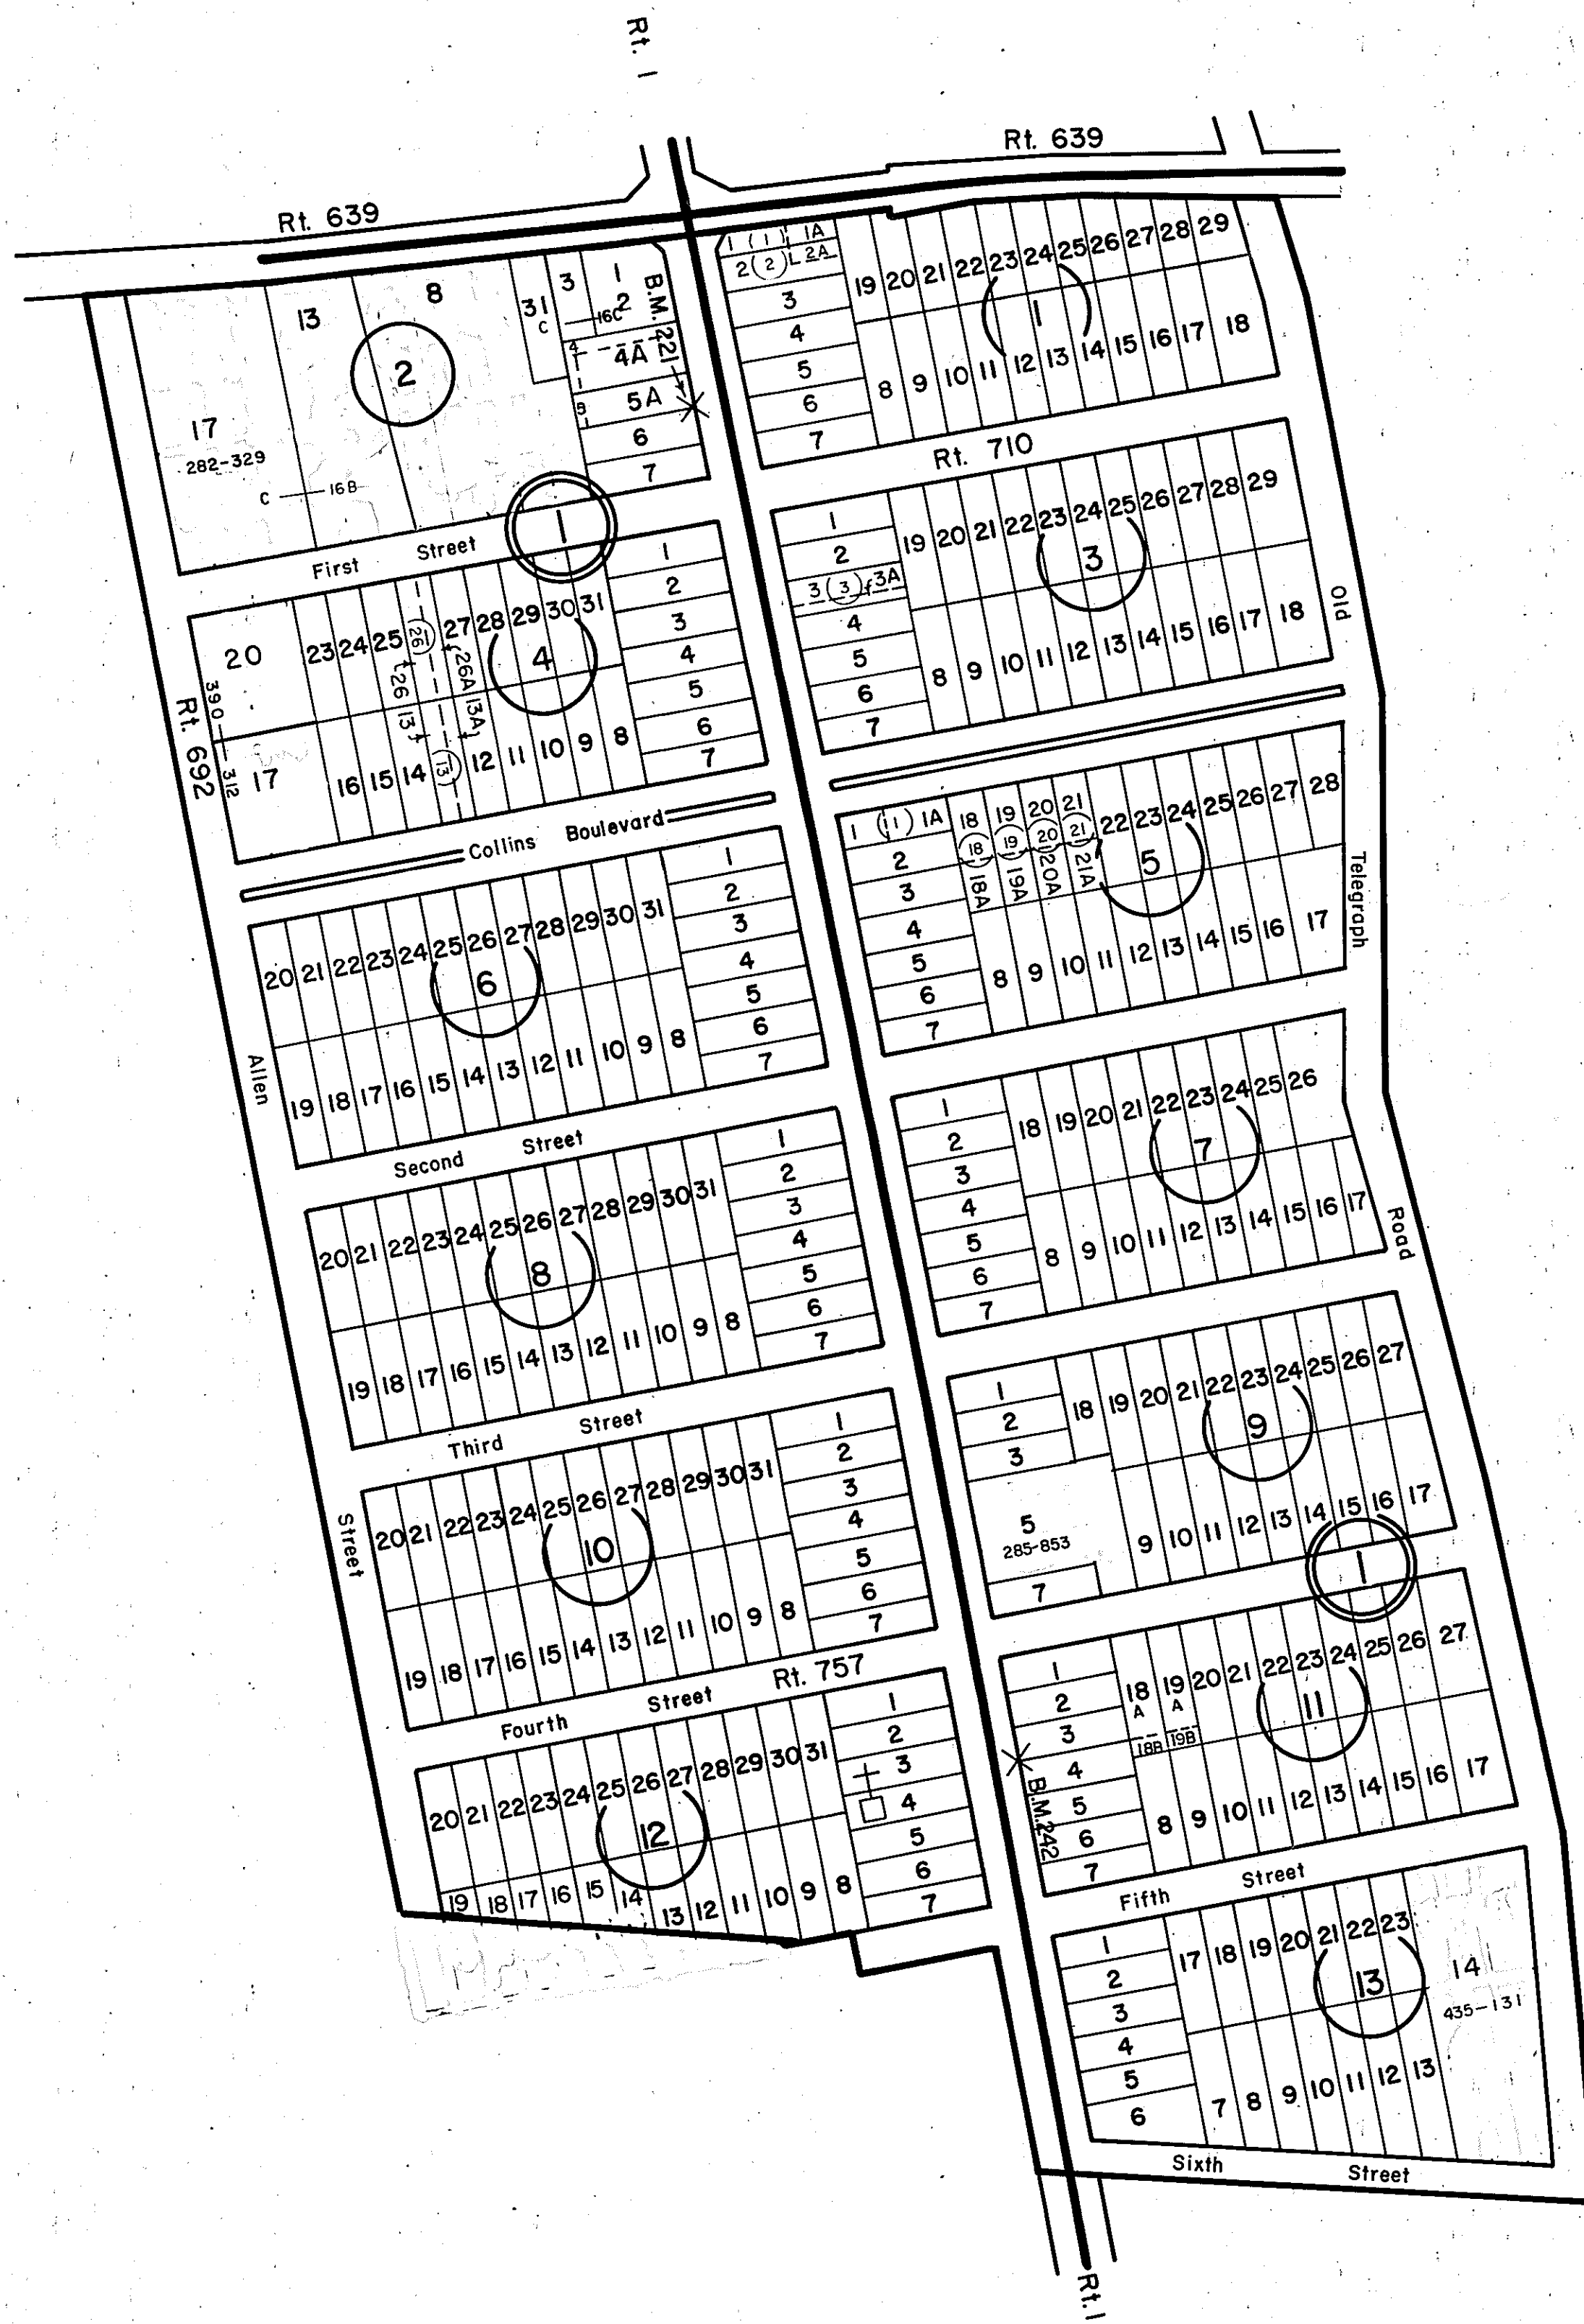 Rt. 1
Rt. 639
Rt. 639
1 (1) 1A
2 (2) 2A
3
4
5
6
7
19 20 21 22 23 24 25 26 27 28 29
1
8 9 10 11 12 13 14 15 16 17 18
13
8
31
C
3
1
2
16C
B.M. 221
4
4A
B
5A
6
7
2
17
282-329
C 16B
Rt. 710
1
First Street
20
23 24 25 26 27 28 29 30 31
26 13
26A 13A
4
17
16 15 14 13 12 11 10 9 8
1
2
3
4
5
6
7
390
312
Rt. 692
1
2
3 (3) 3A
4
5
6
7
19 20 21 22 23 24 25 26 27 28 29
3
8 9 10 11 12 13 14 15 16 17 18
Old
Collins Boulevard
1 (1) 1A
2
3
4
5
6
7
18 19 20 21 22 23 24 25 26 27 28
18 19 20 21
18A 19A 20A 21A
5
8 9 10 11 12 13 14 15 16 17
Telegraph
20 21 22 23 24 25 26 27 28 29 30 31
6
19 18 17 16 15 14 13 12 11 10 9 8
1
2
3
4
5
6
7
Allen
Second Street
1
2
3
4
5
6
7
18 19 20 21 22 23 24 25 26
7
8 9 10 11 12 13 14 15 16 17
Road
20 21 22 23 24 25 26 27 28 29 30 31
8
19 18 17 16 15 14 13 12 11 10 9 8
1
2
3
4
5
6
7
Third Street
1
2
3
5
285-853
7
18 19 20 21 22 23 24 25 26 27
9
9 10 11 12 13 14 15 16 17
1
Street
20 21 22 23 24 25 26 27 28 29 30 31
10
19 18 17 16 15 14 13 12 11 10 9 8
1
2
3
4
5
6
7
Fourth Street Rt. 757
1
2
3
4
5
6
7
B.M. 242
18 19 20 21 22 23 24 25 26 27
A A
18B 19B
11
8 9 10 11 12 13 14 15 16 17
20 21 22 23 24 25 26 27 28 29 30 31
12
19 18 17 16 15 14 13 12 11 10 9 8
1
2
3
4
5
6
7
Fifth Street
1
2
3
4
5
6
17 18 19 20 21 22 23
13
14
435-131
7 8 9 10 11 12 13
Sixth Street
Rt. 1